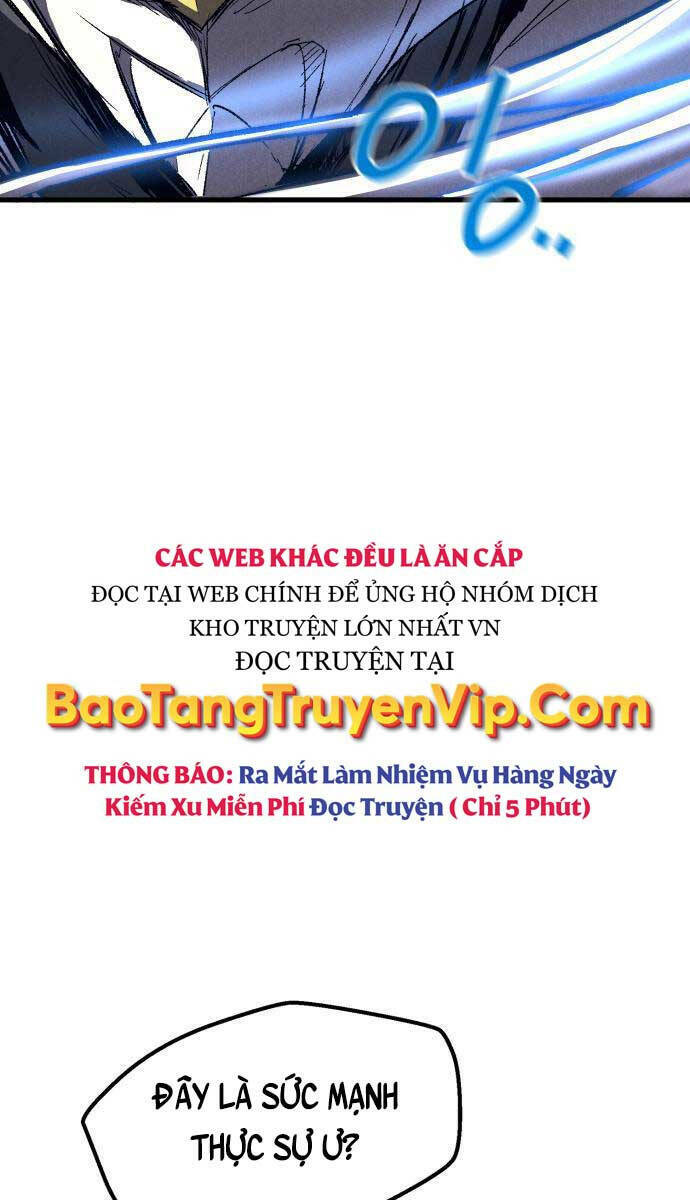 이이..
CÁC WEB KHÁC ĐỀU LÀ ĂN CẮP
ĐỌC TẠI WEB CHÍNH ĐỂ ỦNG HỘ NHÓM DỊCH
KHO TRUYỆN LỚN NHẤT VN
ĐỌC TRUYỆN TẠI
BaoTangTruyenVip.Com
THÔNG BÁO: Ra Mắt Làm Nhiệm Vụ Hàng Ngày
Kiếm Xu Miễn Phí Đọc Truyện ( Chỉ 5 Phút)
ĐÂY LÀ SỨC MẠNH
THỰC SỰ Ư?